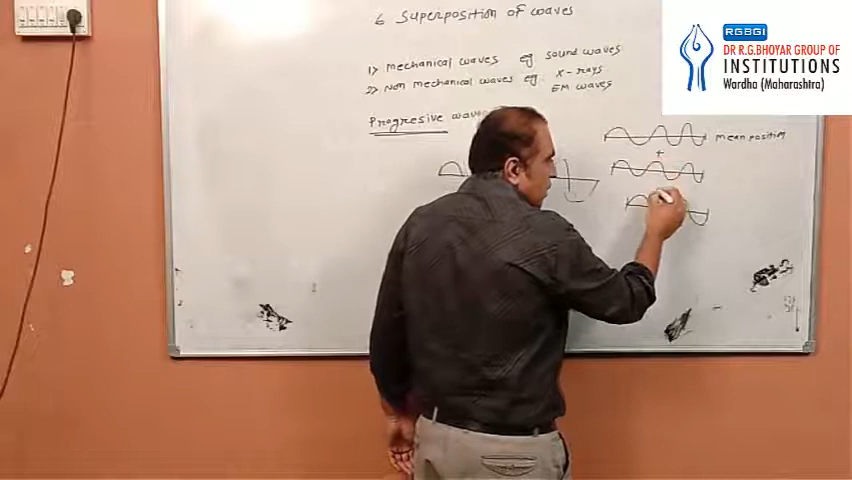 6 Superposition of waves
1) Mechanical waves eg sound waves
2) Non mechanical waves eg. X-rays
EM waves
Progresive waves
mean position
+
RGBGI
DR R.G.BHOYAR GROUP OF
INSTITUTIONS
Wardha (Maharashtra)